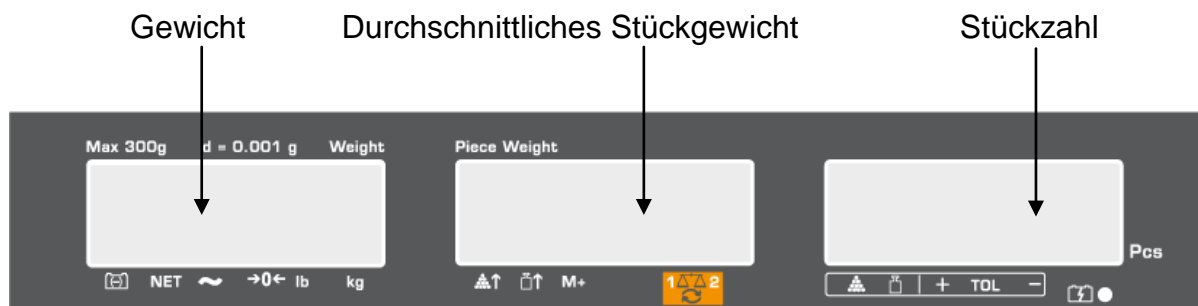 Gewicht Durchschnittliches Stückgewicht Stückzahl
Max 300g d = 0.001 g Weight Piece Weight
Pcs
NET ~ →0← lb kg M+ 1 2 + TOL −